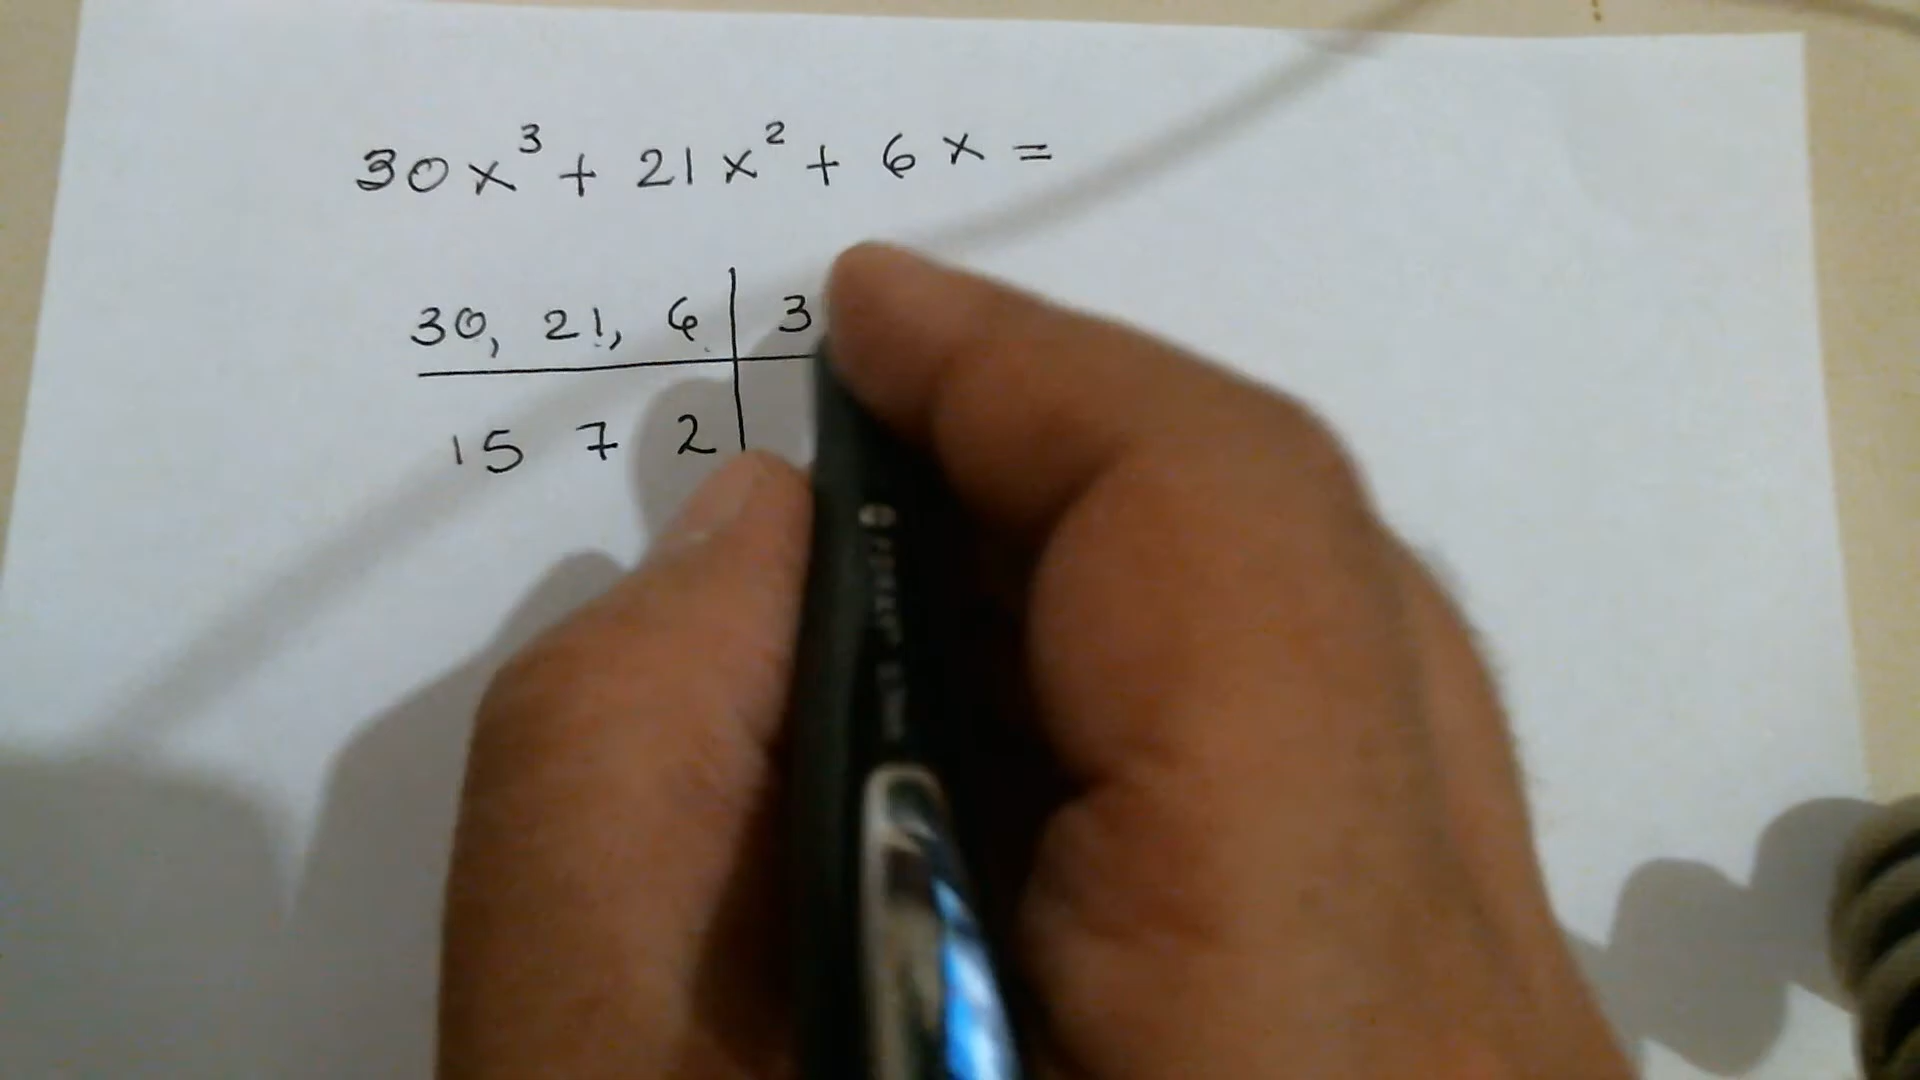 30x³ + 21x² + 6x =
30, 21, 6 | 3
15 7 2